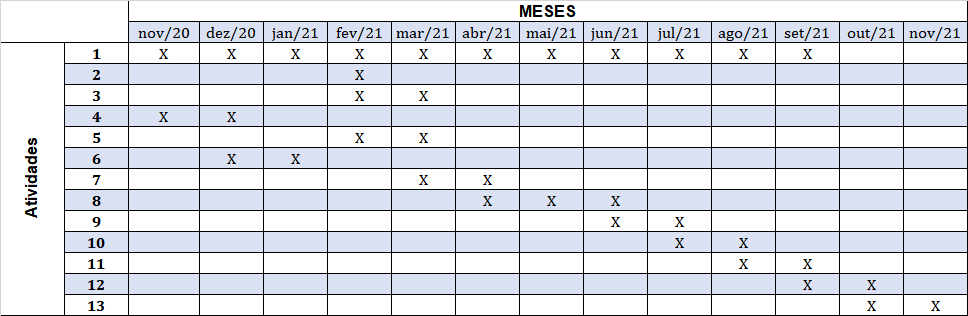 MESES
nov/20 dez/20 jan/21 fev/21 mar/21 abr/21 mai/21 jun/21 jul/21 ago/21 set/21 out/21 nov/21
Atividades
1 X X X X X X X X X X X
2 X
3 X X
4 X X
5 X X
6 X X
7 X X
8 X X X
9 X X
10 X X
11 X X
12 X X
13 X X